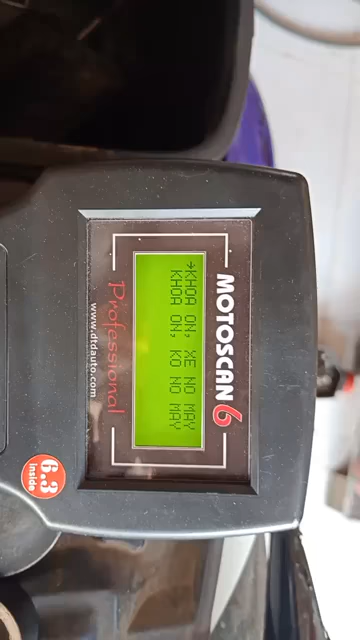 MOTOSCAN 6
→KHOA ON, XE NO MAY
KHOA ON, KO NO MAY
Professional
www.dtdauto.com
6.3
Inside